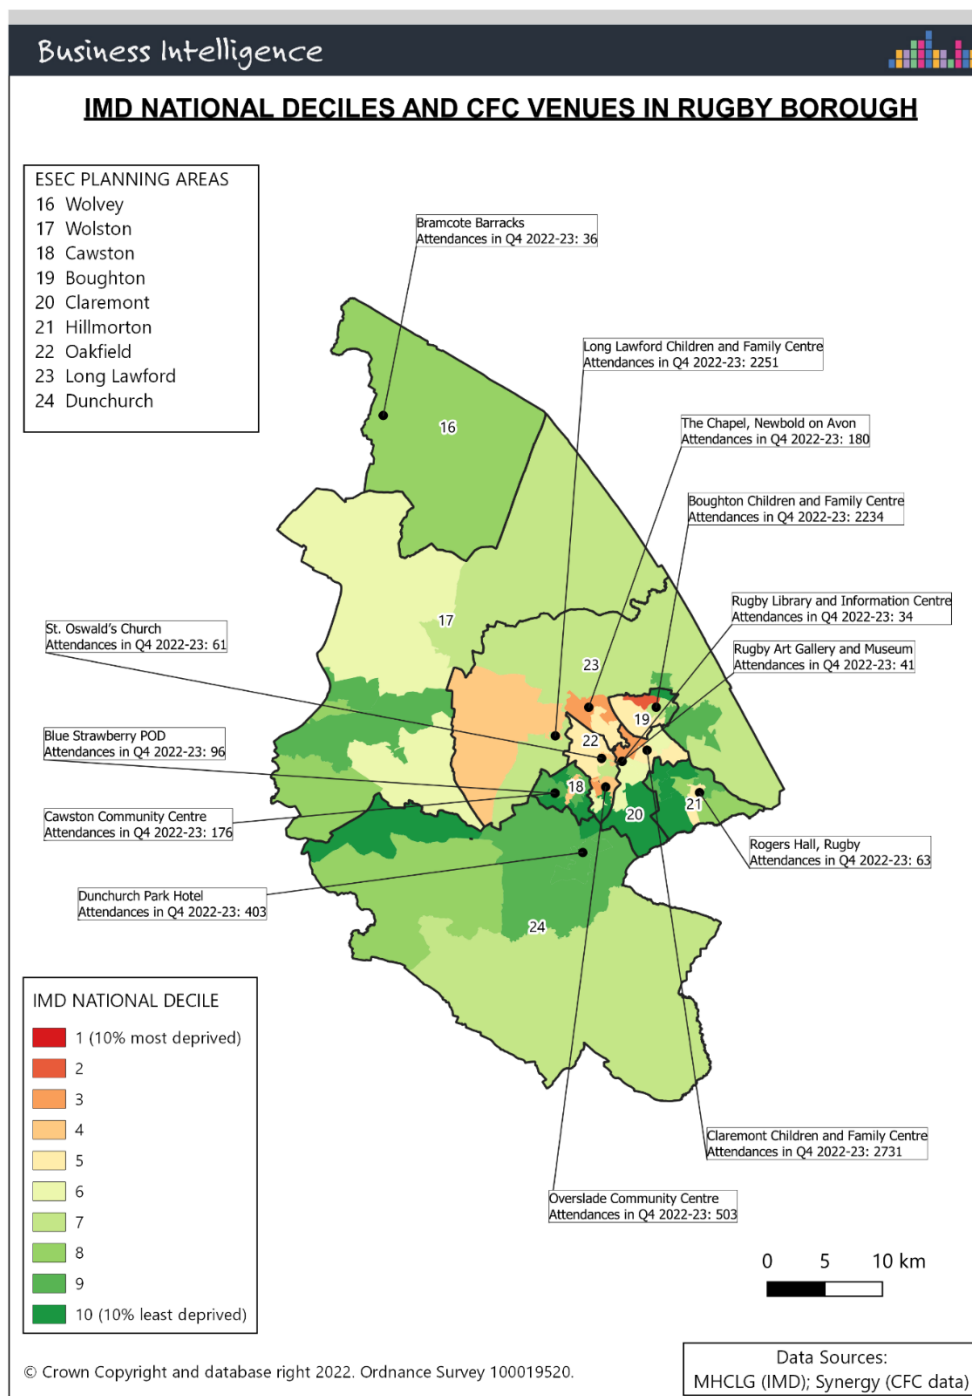 Business Intelligence
IMD NATIONAL DECILES AND CFC VENUES IN RUGBY BOROUGH
ESEC PLANNING AREAS
16 Wolvey
17 Wolston
18 Cawston
19 Boughton
20 Claremont
21 Hillmorton
22 Oakfield
23 Long Lawford
24 Dunchurch
Bramcote Barracks
Attendances in Q4 2022-23: 36
Long Lawford Children and Family Centre
Attendances in Q4 2022-23: 2251
The Chapel, Newbold on Avon
Attendances in Q4 2022-23: 180
Boughton Children and Family Centre
Attendances in Q4 2022-23: 2234
Rugby Library and Information Centre
Attendances in Q4 2022-23: 34
Rugby Art Gallery and Museum
Attendances in Q4 2022-23: 41
St. Oswald's Church
Attendances in Q4 2022-23: 61
Blue Strawberry POD
Attendances in Q4 2022-23: 96
Cawston Community Centre
Attendances in Q4 2022-23: 176
Dunchurch Park Hotel
Attendances in Q4 2022-23: 403
Rogers Hall, Rugby
Attendances in Q4 2022-23: 63
Claremont Children and Family Centre
Attendances in Q4 2022-23: 2731
Overslade Community Centre
Attendances in Q4 2022-23: 503
16
17
23
19
22
18
21
20
24
IMD NATIONAL DECILE
1 (10% most deprived)
2
3
4
5
6
7
8
9
10 (10% least deprived)
0 5 10 km
© Crown Copyright and database right 2022. Ordnance Survey 100019520.
Data Sources:
MHCLG (IMD); Synergy (CFC data)